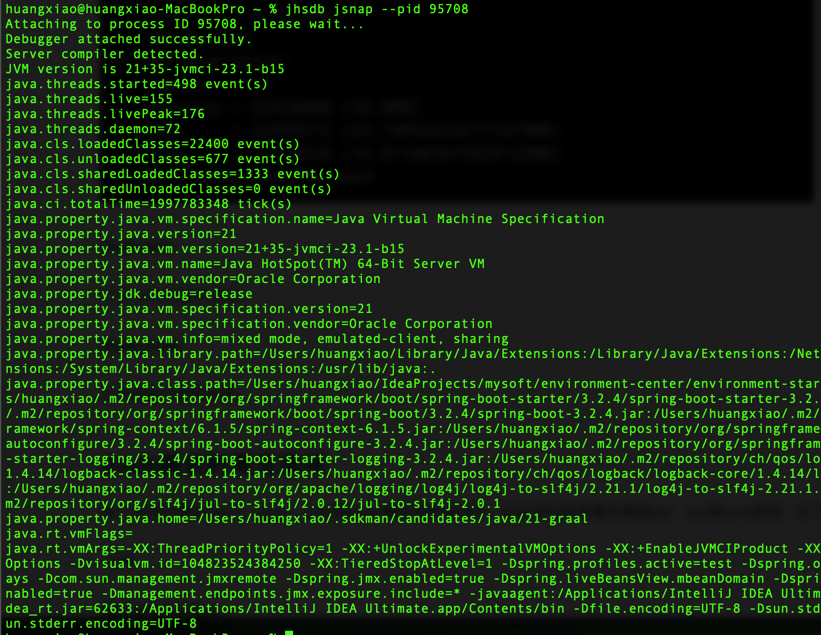 huangxiao@huangxiao-MacBookPro ~ % jhsdb jsnap --pid 95708
Attaching to process ID 95708, please wait...
Debugger attached successfully.
Server compiler detected.
JVM version is 21+35-jvmci-23.1-b15
java.threads.started=498 event(s)
java.threads.live=155
java.threads.livePeak=176
java.threads.daemon=72
java.cls.loadedClasses=22400 event(s)
java.cls.unloadedClasses=677 event(s)
java.cls.sharedLoadedClasses=1333 event(s)
java.cls.sharedUnloadedClasses=0 event(s)
java.ci.totalTime=1997783348 tick(s)
java.property.java.vm.specification.name=Java Virtual Machine Specification
java.property.java.version=21
java.property.java.vm.version=21+35-jvmci-23.1-b15
java.property.java.vm.name=Java HotSpot(TM) 64-Bit Server VM
java.property.java.vm.vendor=Oracle Corporation
java.property.jdk.debug=release
java.property.java.vm.specification.version=21
java.property.java.vm.specification.vendor=Oracle Corporation
java.property.java.vm.info=mixed mode, emulated-client, sharing
java.property.java.library.path=/Users/huangxiao/Library/Java/Extensions:/Library/Java/Extensions:/Net
nsions:/System/Library/Java/Extensions:/usr/lib/java:.
java.property.java.class.path=/Users/huangxiao/IdeaProjects/mysoft/environment-center/environment-star
s/huangxiao/.m2/repository/org/springframework/boot/spring-boot-starter/3.2.4/spring-boot-starter-3.2.
/.m2/repository/org/springframework/boot/spring-boot/3.2.4/spring-boot-3.2.4.jar:/Users/huangxiao/.m2/
ramework/spring-context/6.1.5/spring-context-6.1.5.jar:/Users/huangxiao/.m2/repository/org/springframe
autoconfigure/3.2.4/spring-boot-autoconfigure-3.2.4.jar:/Users/huangxiao/.m2/repository/org/springfram
-starter-logging/3.2.4/spring-boot-starter-logging-3.2.4.jar:/Users/huangxiao/.m2/repository/ch/qos/lo
1.4.14/logback-classic-1.4.14.jar:/Users/huangxiao/.m2/repository/ch/qos/logback/logback-core/1.4.14/l
:/Users/huangxiao/.m2/repository/org/apache/logging/log4j/log4j-to-slf4j/2.21.1/log4j-to-slf4j-2.21.1.
m2/repository/org/slf4j/jul-to-slf4j/2.0.12/jul-to-slf4j-2.0.1
java.property.java.home=/Users/huangxiao/.sdkman/candidates/java/21-graal
java.rt.vmFlags=
java.rt.vmArgs=-XX:ThreadPriorityPolicy=1 -XX:+UnlockExperimentalVMOptions -XX:+EnableJVMCIProduct -XX
Options -Dvisualvm.id=104823524384250 -XX:TieredStopAtLevel=1 -Dspring.profiles.active=test -Dspring.o
ays -Dcom.sun.management.jmxremote -Dspring.jmx.enabled=true -Dspring.liveBeansView.mbeanDomain -Dspri
nabled=true -Dmanagement.endpoints.jmx.exposure.include=* -javaagent:/Applications/IntelliJ IDEA Ultim
dea_rt.jar=62633:/Applications/IntelliJ IDEA Ultimate.app/Contents/bin -Dfile.encoding=UTF-8 -Dsun.std
un.stderr.encoding=UTF-8